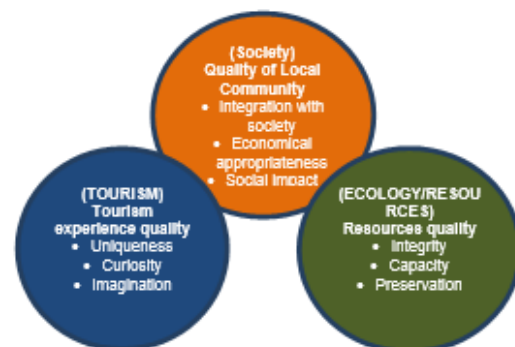 (Society)
Quality of Local
Community
• Integration with
society
• Economical
appropriateness
• Social Impact
(TOURISM)
Tourism
experience quality
• Uniqueness
• Curiosity
• Imagination
(ECOLOGY/RESOU
RCES)
Resources quality
• Integrity
• Capacity
• Preservation